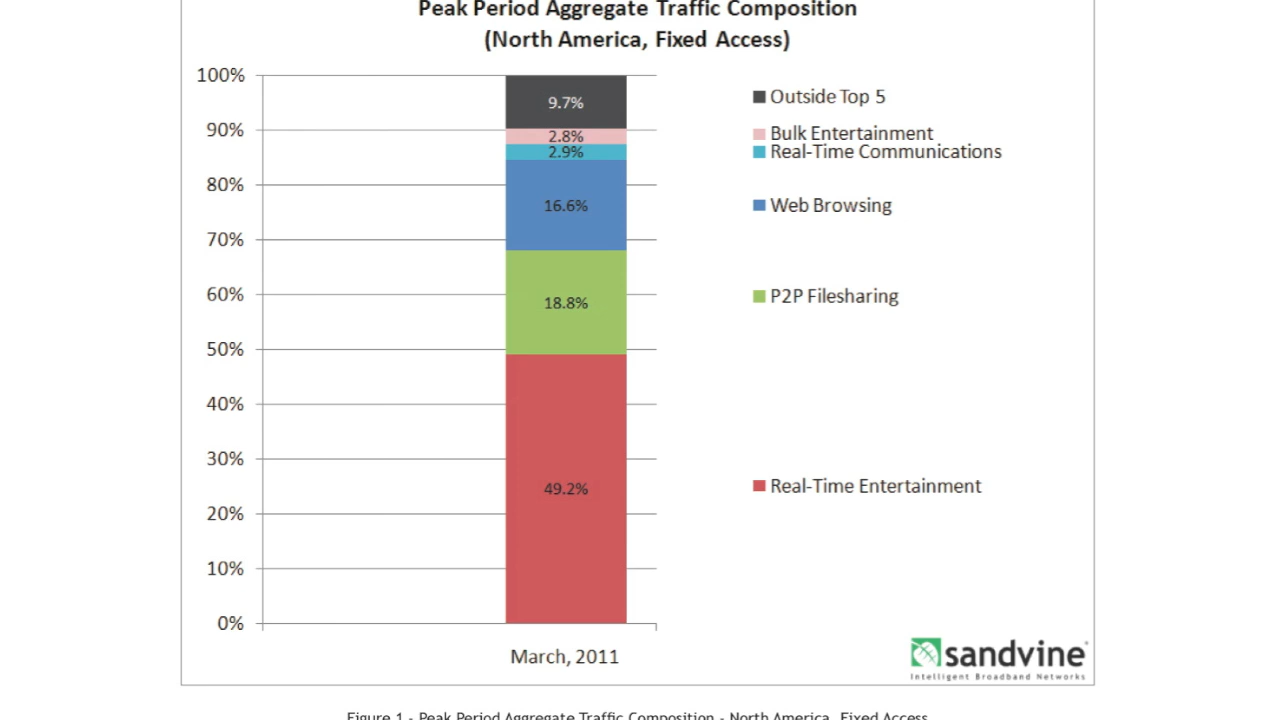 Peak Period Aggregate Traffic Composition
(North America, Fixed Access)
100%
90%
80%
70%
60%
50%
40%
30%
20%
10%
0%
9.7%
2.8%
2.9%
16.6%
18.8%
49.2%
March, 2011
Outside Top 5
Bulk Entertainment
Real-Time Communications
Web Browsing
P2P Filesharing
Real-Time Entertainment
sandvine
Intelligent Broadband Networks
Figure 1 - Peak Period Aggregate Traffic Composition - North America, Fixed Access